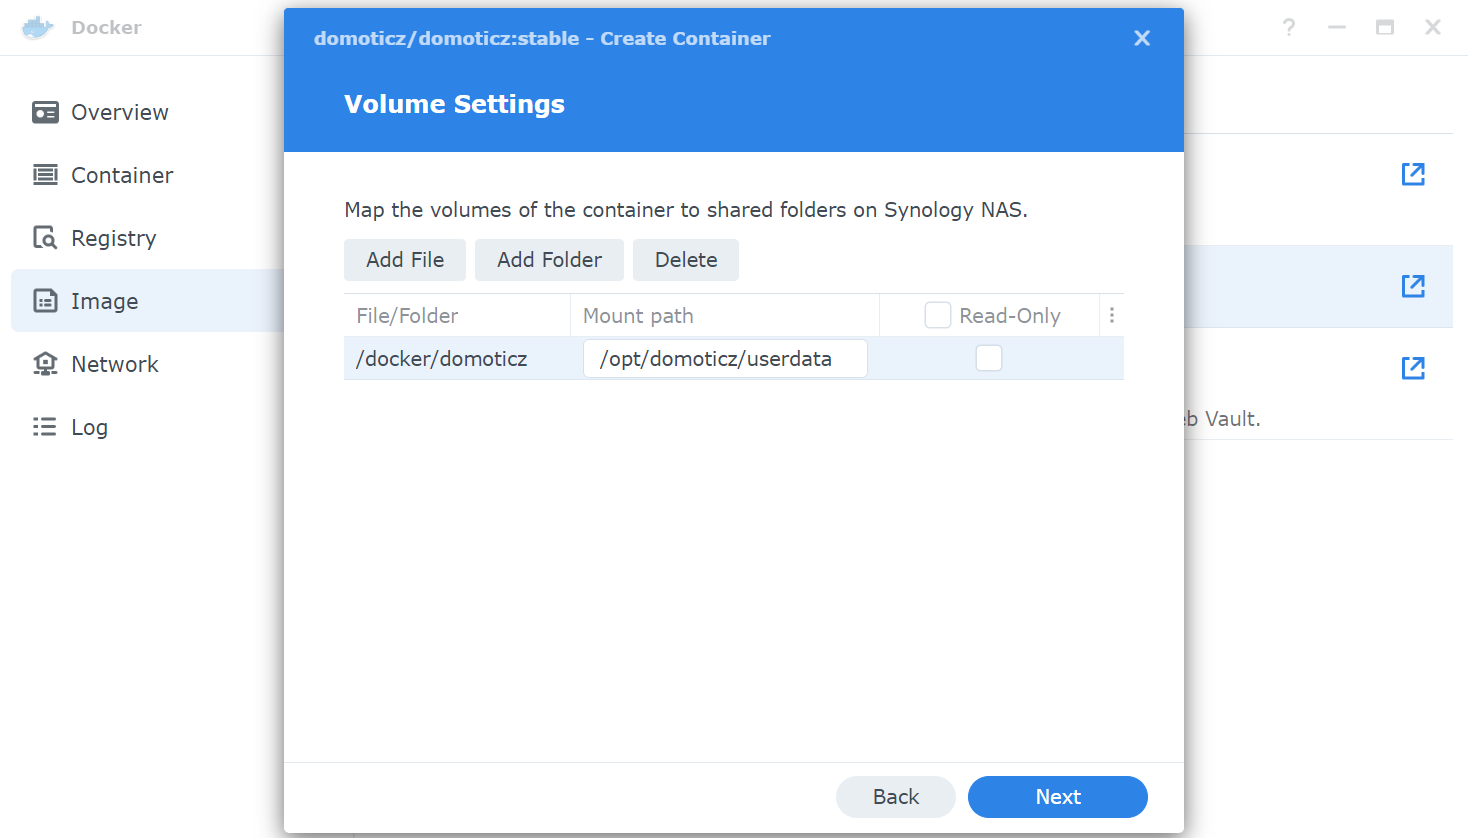 Docker
domoticz/domoticz:stable - Create Container
?
Volume Settings
Overview
Container
Registry
Image
Network
Log
Map the volumes of the container to shared folders on Synology NAS.
Add File Add Folder Delete
File/Folder Mount path Read-Only
/docker/domoticz /opt/domoticz/userdata
Vault.
Back Next